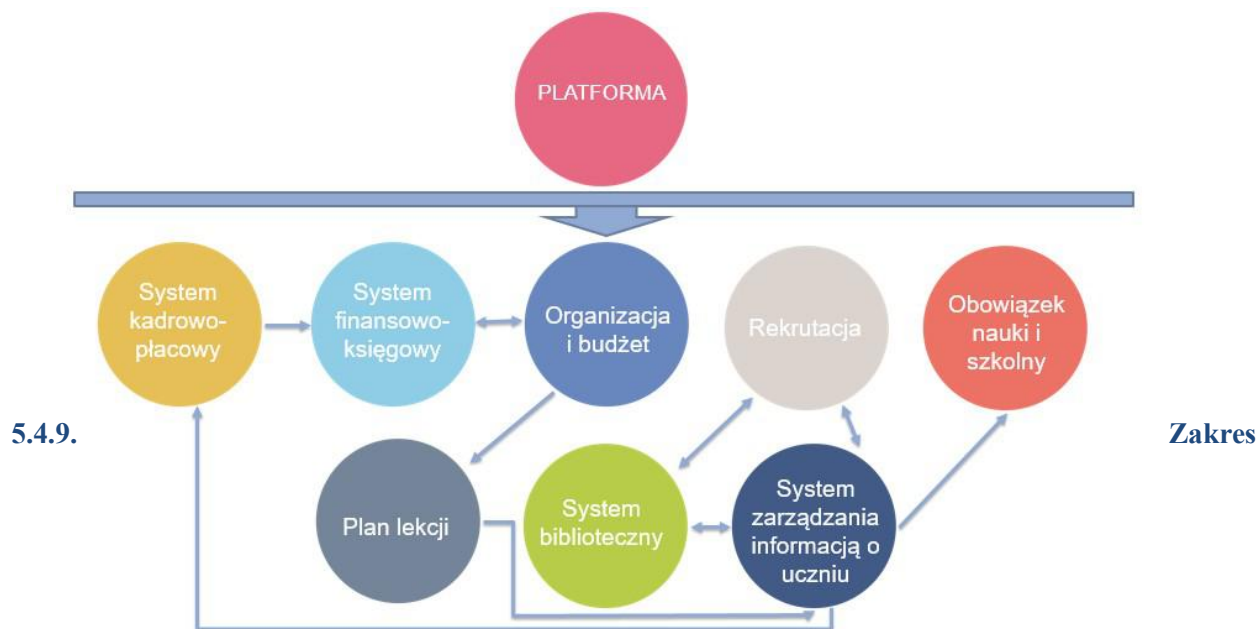 PLATFORMA
System
kadrowo-
płacowy
System
finansowo-
księgowy
Organizacja
i budżet
Rekrutacja
Obowiązek
nauki i
szkolny
5.4.9.
Zakres
Plan lekcji
System
biblioteczny
System
zarządzania
informacją o
uczniu